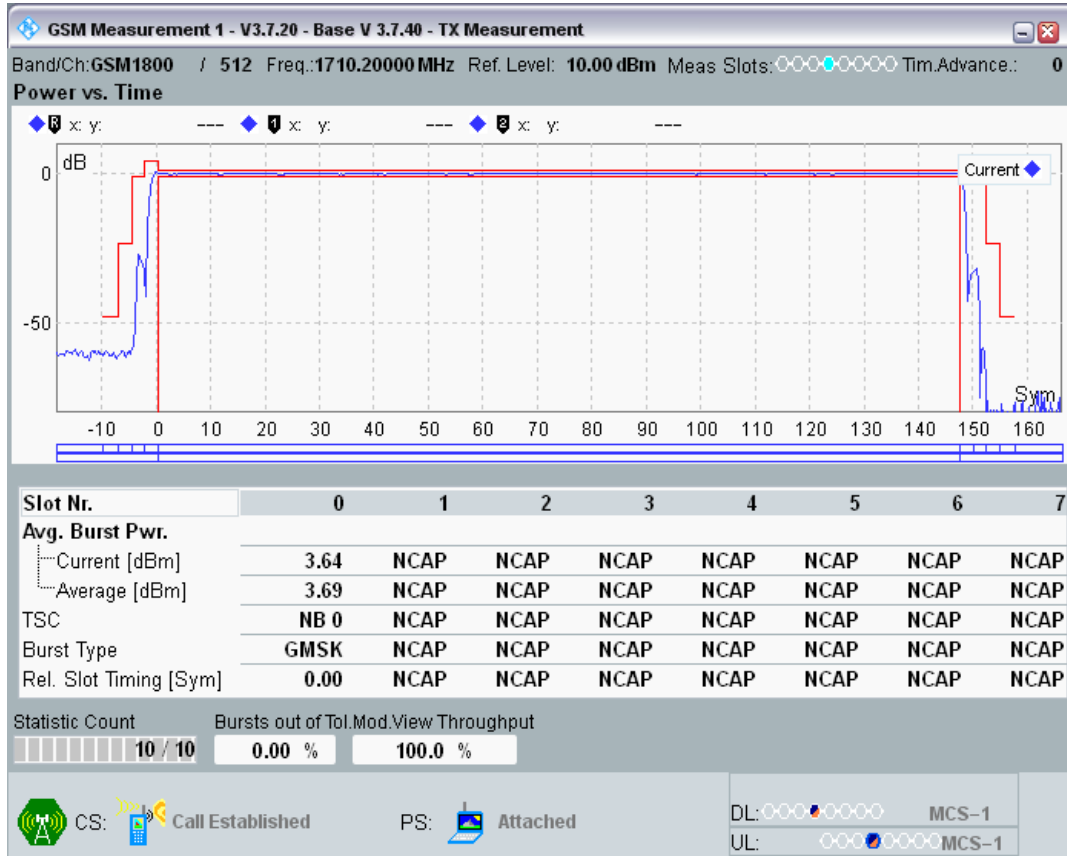 GSM Measurement 1 - V3.7.20 - Base V 3.7.40 - TX Measurement
Band/Ch:GSM1800 / 512 Freq.:1710.20000 MHz Ref. Level: 10.00 dBm Meas Slots: Tim.Advance.: 0
Power vs. Time
R x: y: --- 1 x: y: --- 2 x: y: ---
dB
Current
0
-50
Sym
-10 0 10 20 30 40 50 60 70 80 90 100 110 120 130 140 150 160
Slot Nr. 0 1 2 3 4 5 6 7
Avg. Burst Pwr.
Current [dBm] 3.64 NCAP NCAP NCAP NCAP NCAP NCAP NCAP
Average [dBm] 3.69 NCAP NCAP NCAP NCAP NCAP NCAP NCAP
TSC NB 0 NCAP NCAP NCAP NCAP NCAP NCAP NCAP
Burst Type GMSK NCAP NCAP NCAP NCAP NCAP NCAP NCAP
Rel. Slot Timing [Sym] 0.00 NCAP NCAP NCAP NCAP NCAP NCAP NCAP
Statistic Count Bursts out of Tol. Mod.View Throughput
10 / 10 0.00 % 100.0 %
CS: Call Established PS: Attached
DL: MCS-1
UL: MCS-1